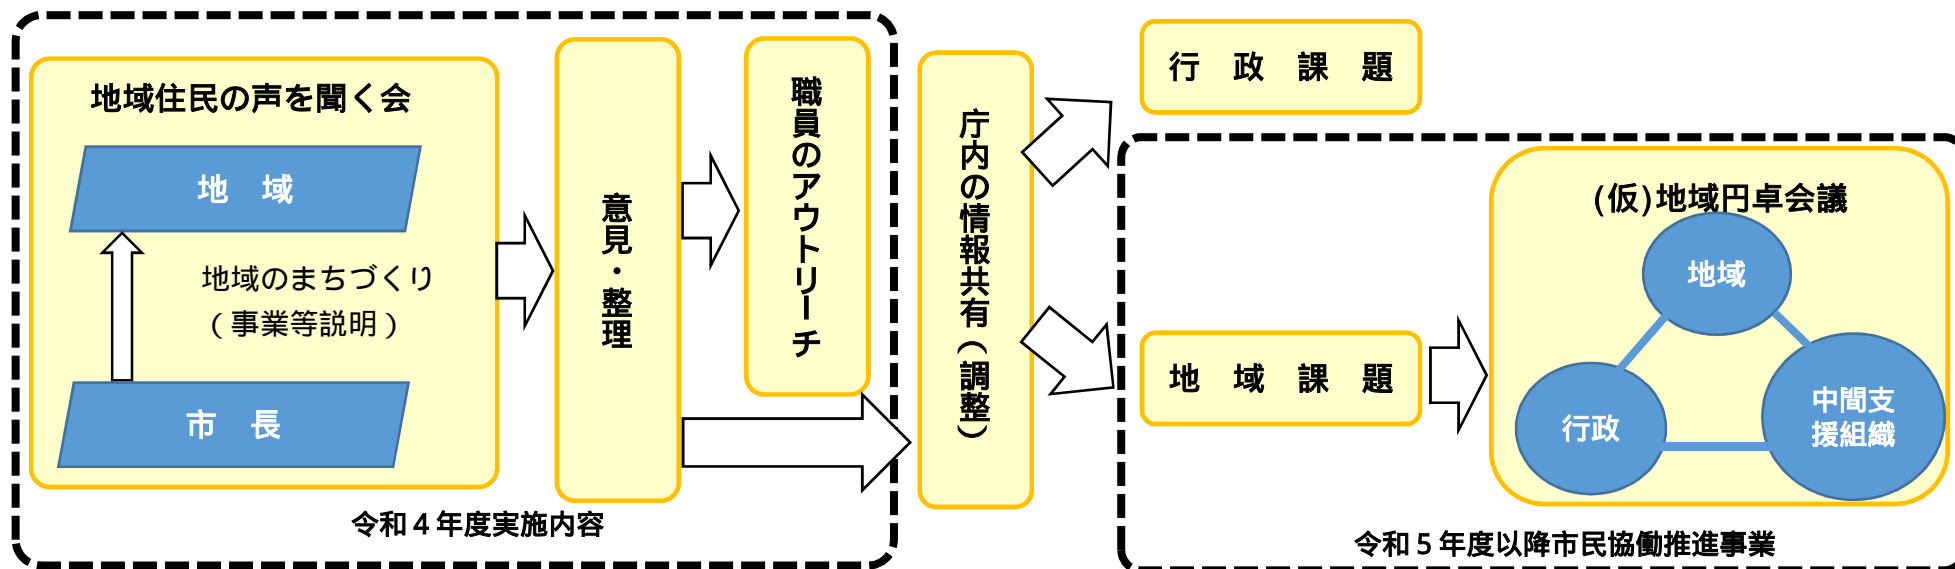 地域住民の声を聞く会
地　域
地域のまちづくり
（事業等説明）
市　長
意見・整理
職員のアウトリーチ
令和４年度実施内容
庁内の情報共有（調整）
行　政　課　題
地　域　課　題
(仮)地域円卓会議
地域
行政
中間支
援組織
令和５年度以降市民協働推進事業